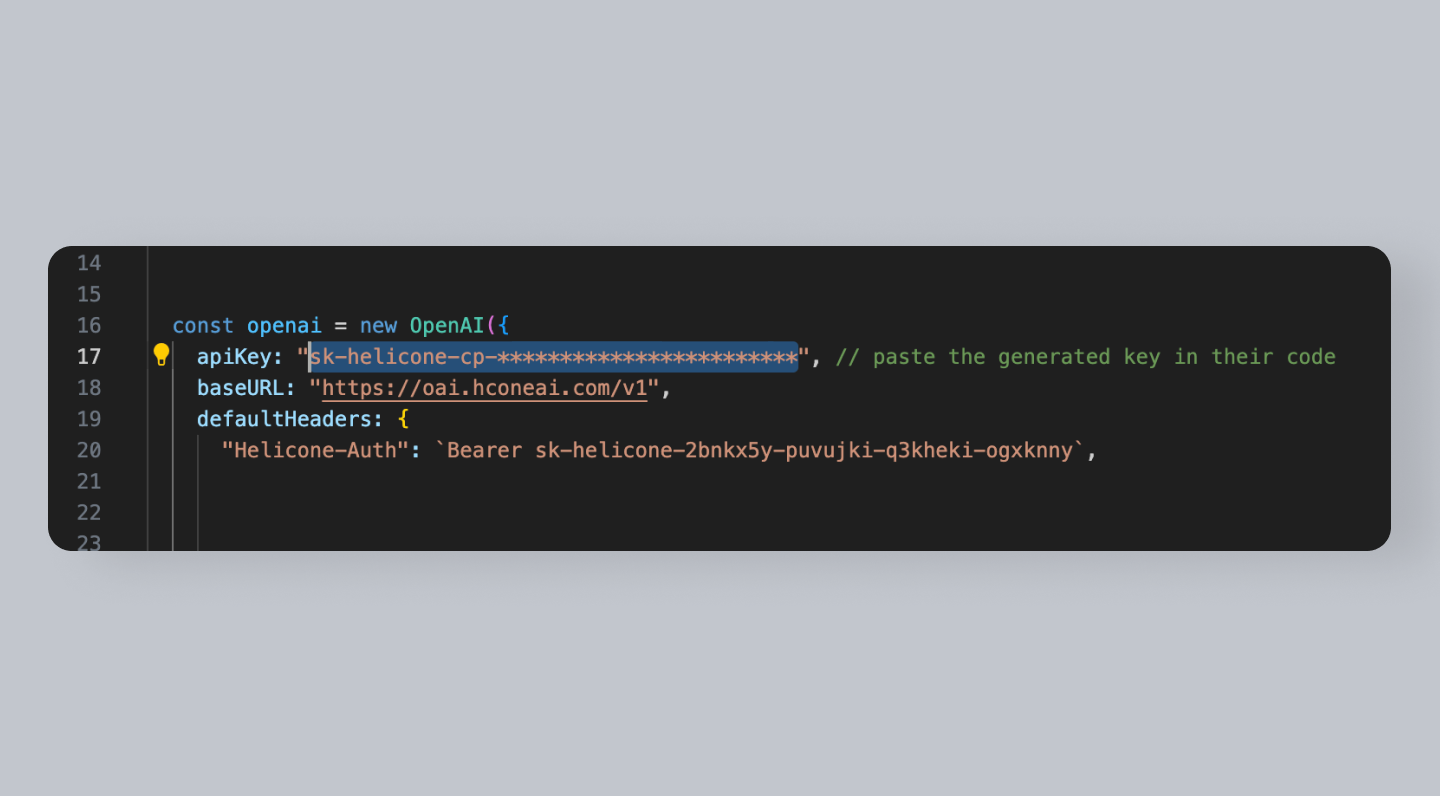 14
15
16 const openai = new OpenAI({
17 apiKey: "sk-helicone-cp-************************", // paste the generated key in their code
18 baseURL: "https://oai.hconeai.com/v1",
19 defaultHeaders: {
20 "Helicone-Auth": `Bearer sk-helicone-2bnkx5y-puvujki-q3kheki-ogxknny`,
21
22
23